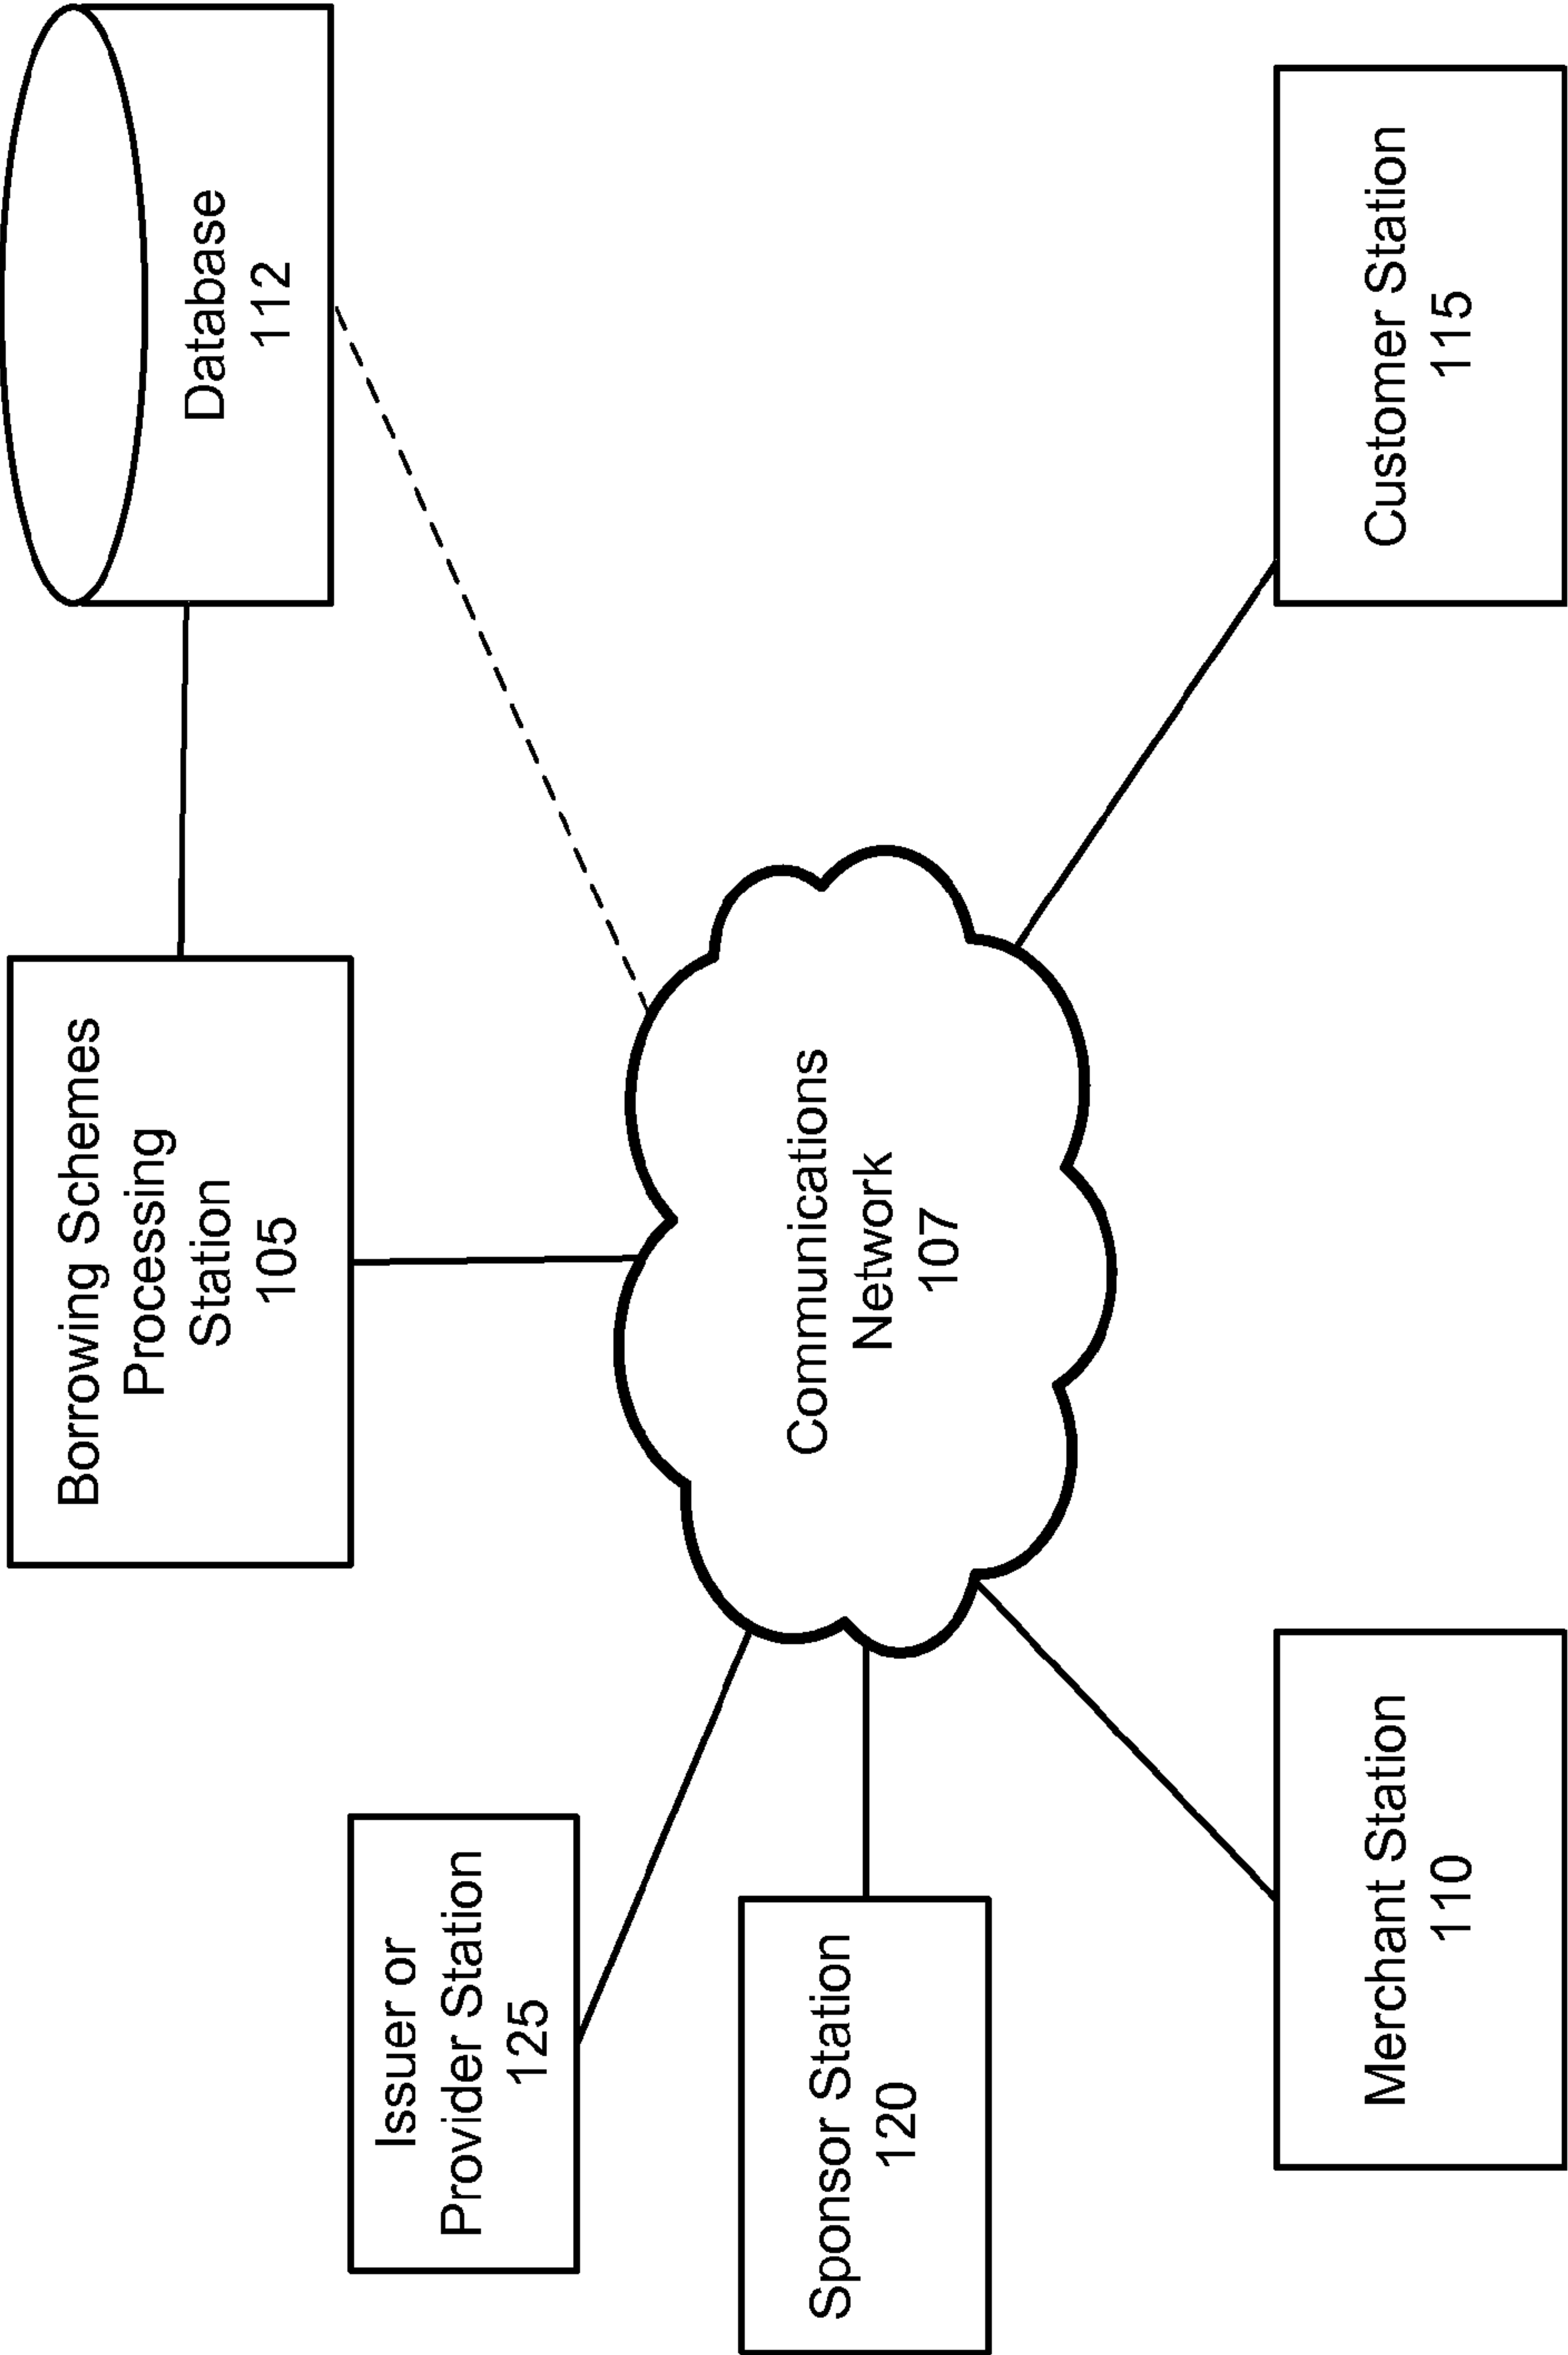 Borrowing Schemes
Processing
Station
105
Database
112
Issuer or
Provider Station
125
Communications
Network
107
Sponsor Station
120
Merchant Station
110
Customer Station
115